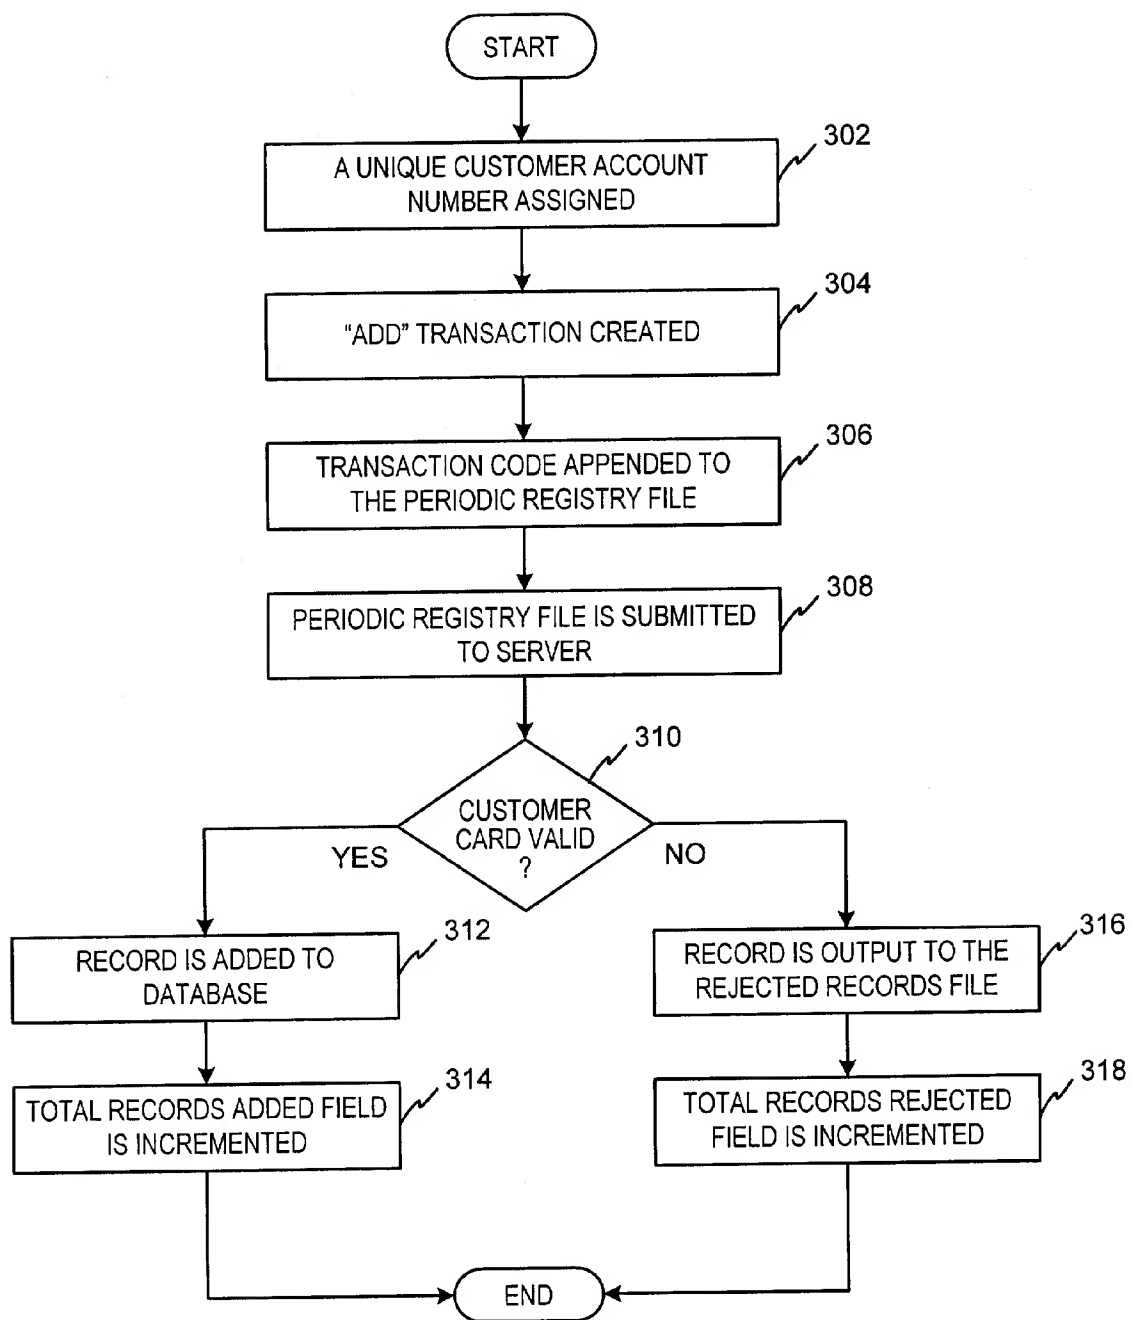 START
302
A UNIQUE CUSTOMER ACCOUNT
NUMBER ASSIGNED
304
“ADD” TRANSACTION CREATED
306
TRANSACTION CODE APPENDED TO
THE PERIODIC REGISTRY FILE
308
PERIODIC REGISTRY FILE IS SUBMITTED
TO SERVER
310
CUSTOMER
CARD VALID
?
YES
NO
312
RECORD IS ADDED TO
DATABASE
316
RECORD IS OUTPUT TO THE
REJECTED RECORDS FILE
314
TOTAL RECORDS ADDED FIELD
IS INCREMENTED
318
TOTAL RECORDS REJECTED
FIELD IS INCREMENTED
END